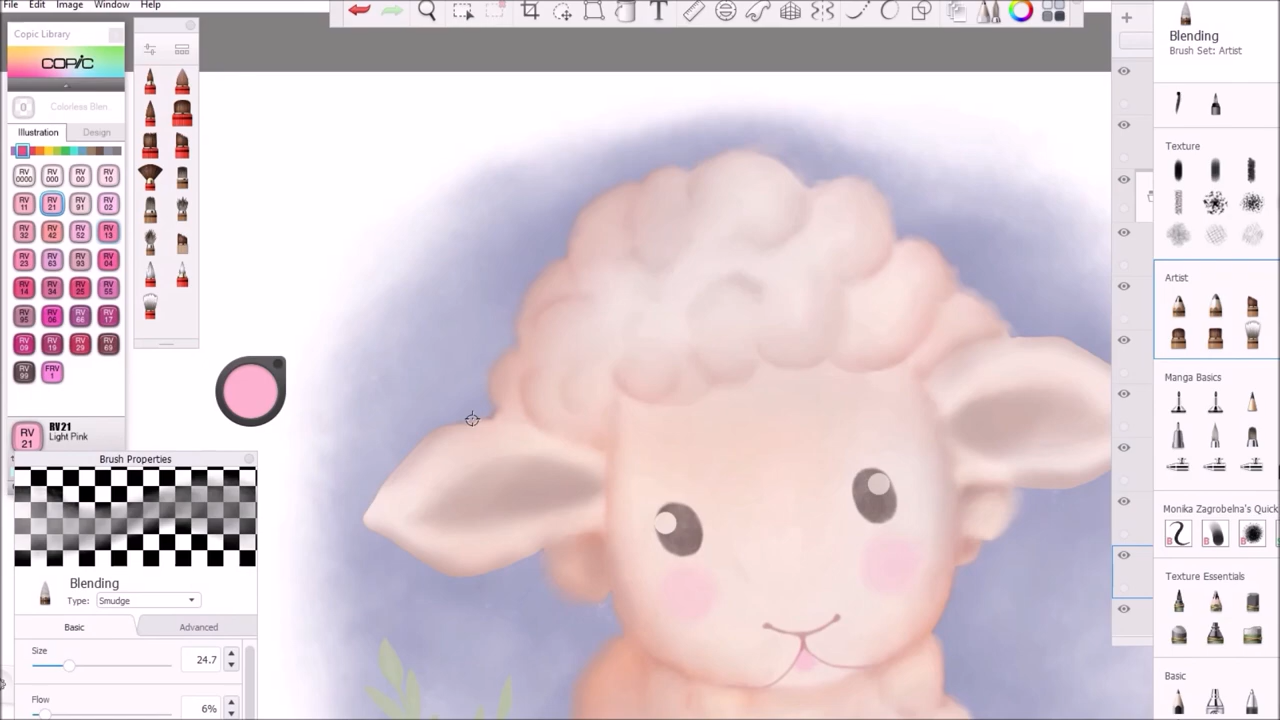 File Edit Image Window Help
Copic Library
COPIC
0 Colorless Blen
Illustration Design
RV 0000 RV 000 RV 00 RV 10
RV 11 RV 21 RV 91 RV 02
RV 32 RV 42 RV 52 RV 13
RV 23 RV 63 RV 93 RV 04
RV 14 RV 34 RV 25 RV 55
RV 95 RV 06 RV 66 RV 17
RV 09 RV 19 RV 29 RV 69
RV 99 FRV 1
RV 21 RV21
Light Pink
Brush Properties
Blending
Type: Smudge
Basic Advanced
Size
24.7
Flow
6%
T
Blending
Brush Set: Artist
Texture
Artist
Manga Basics
Monika Zagrobelna's Quick
B B B
Texture Essentials
Basic